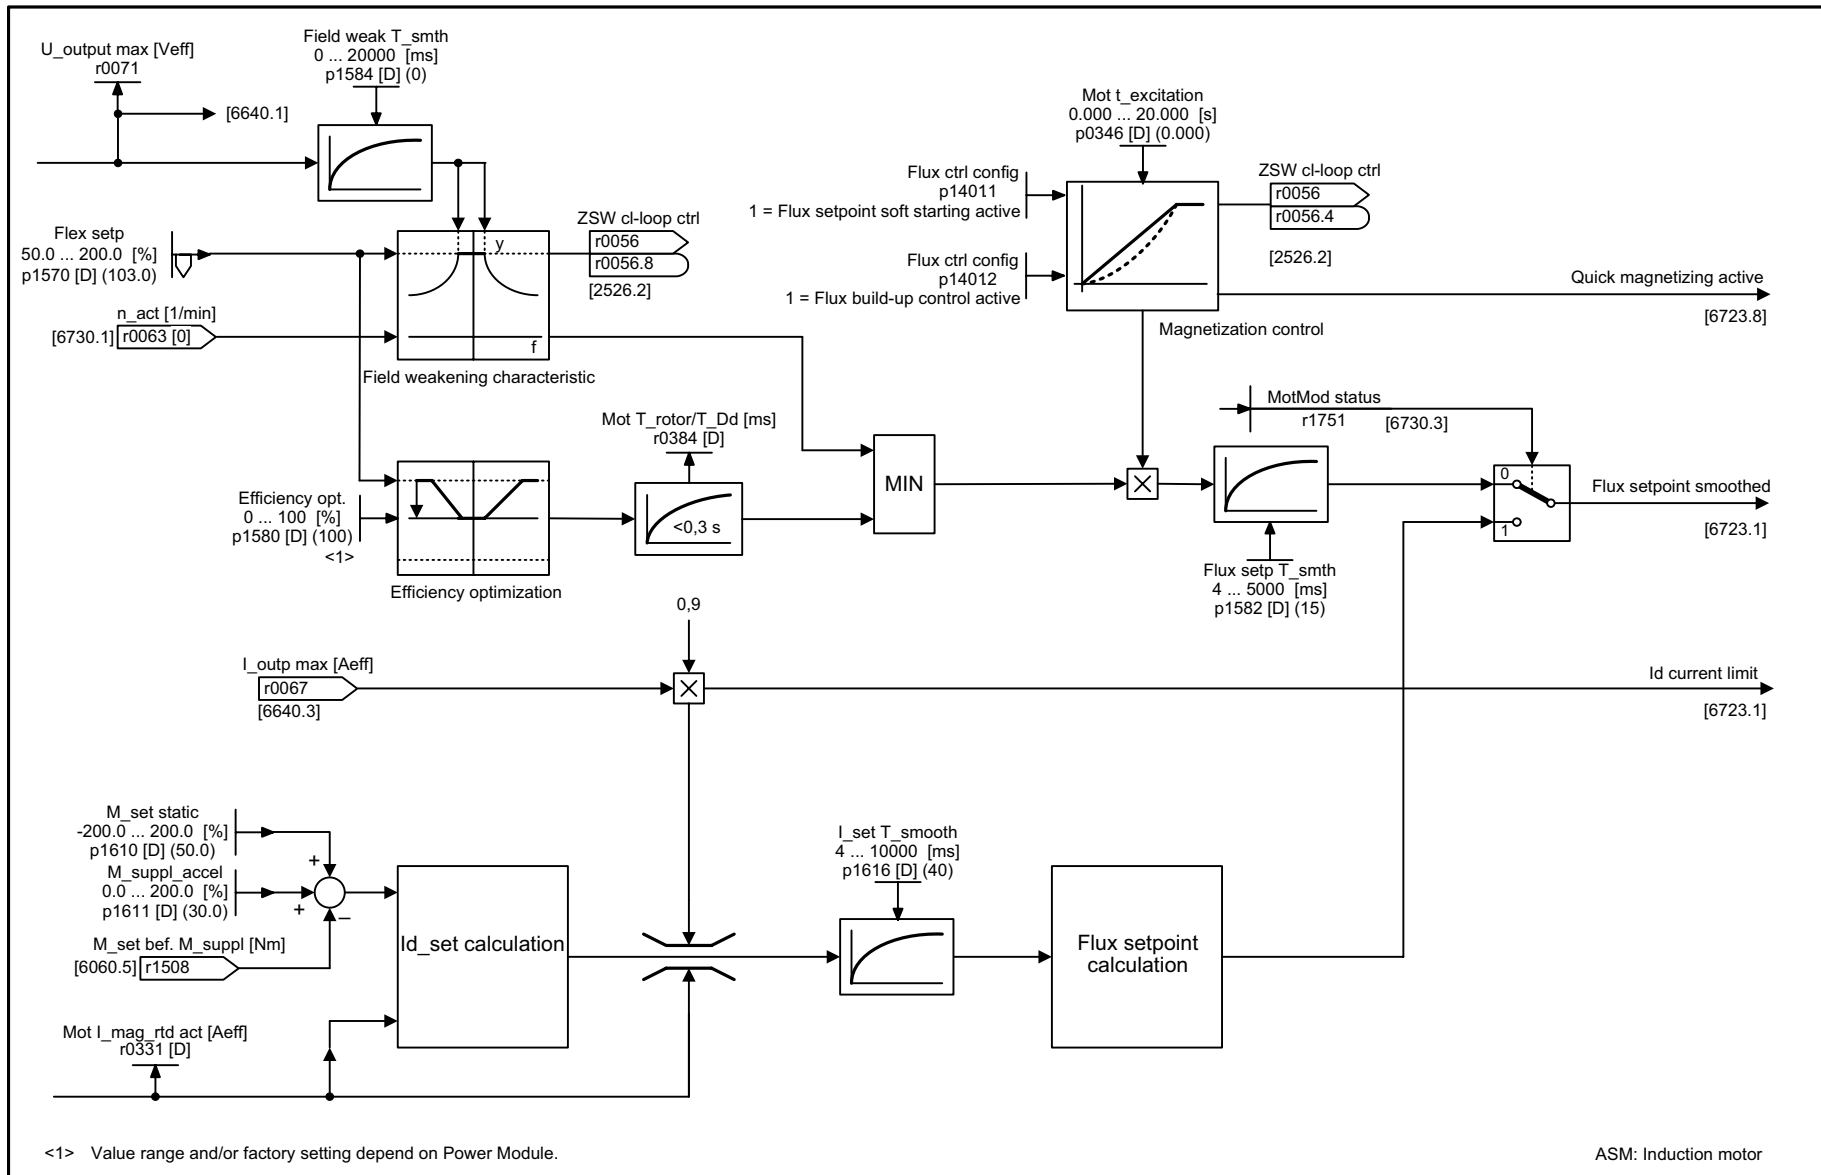 U_output max [Veff]
r0071
[6640.1]
Field weak T_smth
0 ... 20000 [ms]
p1584 [D] (0)
Flex setp
50.0 ... 200.0 [%]
p1570 [D] (103.0)
n_act [1/min]
[6730.1]
r0063 [0]
y
f
Field weakening characteristic
ZSW cl-loop ctrl
r0056
r0056.8
[2526.2]
Mot t_excitation
0.000 ... 20.000 [s]
p0346 [D] (0.000)
Flux ctrl config
p1401.1
1 = Flux setpoint soft starting active
Flux ctrl config
p1401.2
1 = Flux build-up control active
Magnetization control
ZSW cl-loop ctrl
r0056
r0056.4
[2526.2]
Quick magnetizing active
[6723.8]
Efficiency opt.
0 ... 100 [%]
p1580 [D] (100)
<1>
Efficiency optimization
Mot T_rotor/T_Dd [ms]
r0384 [D]
<0,3 s
MIN
MotMod status
r1751
[6730.3]
Flux setp T_smth
4 ... 5000 [ms]
p1582 [D] (15)
0
1
Flux setpoint smoothed
[6723.1]
0,9
I_outp max [Aeff]
r0067
[6640.3]
Id current limit
[6723.1]
M_set static
-200.0 ... 200.0 [%]
p1610 [D] (50.0)
M_suppl_accel
0.0 ... 200.0 [%]
p1611 [D] (30.0)
+
+
–
M_set bef. M_suppl [Nm]
[6060.5]
r1508
Id_set calculation
I_set T_smooth
4 ... 10000 [ms]
p1616 [D] (40)
Flux setpoint
calculation
Mot I_mag_rtd act [Aeff]
r0331 [D]
<1> Value range and/or factory setting depend on Power Module.
ASM: Induction motor